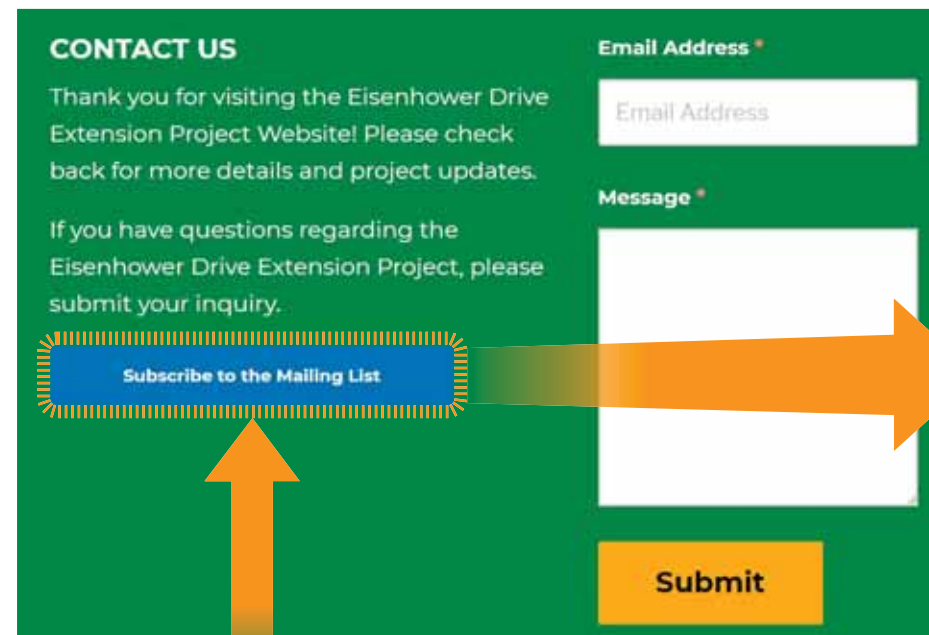 CONTACT US
Thank you for visiting the Eisenhower Drive
Extension Project Website! Please check
back for more details and project updates.
If you have questions regarding the
Eisenhower Drive Extension Project, please
submit your inquiry.
Subscribe to the Mailing List
Email Address *
Email Address
Message *
Submit